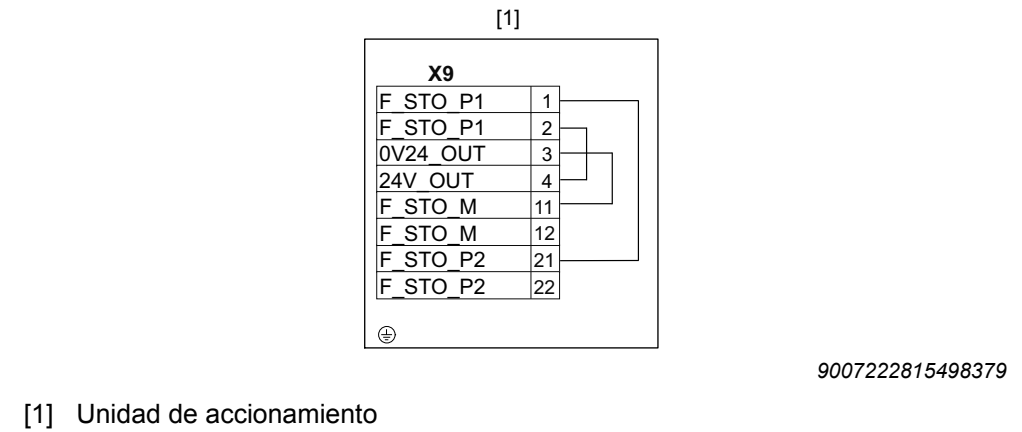 [1]
X9
F_STO_P1 1
F_STO_P1 2
0V24_OUT 3
24V_OUT 4
F_STO_M 11
F_STO_M 12
F_STO_P2 21
F_STO_P2 22
9007222815498379
[1] Unidad de accionamiento